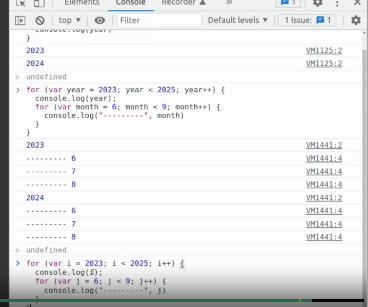 Elements Console Recorder
top ▼ Filter Default levels ▼ 1 Issue: 1
console.log(year)
}
2023 VM1125:2
2024 VM1125:2
undefined
for (var year = 2023; year < 2025; year++) {
console.log(year);
for (var month = 6; month < 9; month++) {
console.log("---------", month)
}
}
2023 VM1441:2
--------- 6 VM1441:4
--------- 7 VM1441:4
--------- 8 VM1441:4
2024 VM1441:2
--------- 6 VM1441:4
--------- 7 VM1441:4
--------- 8 VM1441:4
undefined
for (var i = 2023; i < 2025; i++) {
console.log(i);
for (var j = 6; j < 9; j++) {
console.log("---------", j)
}